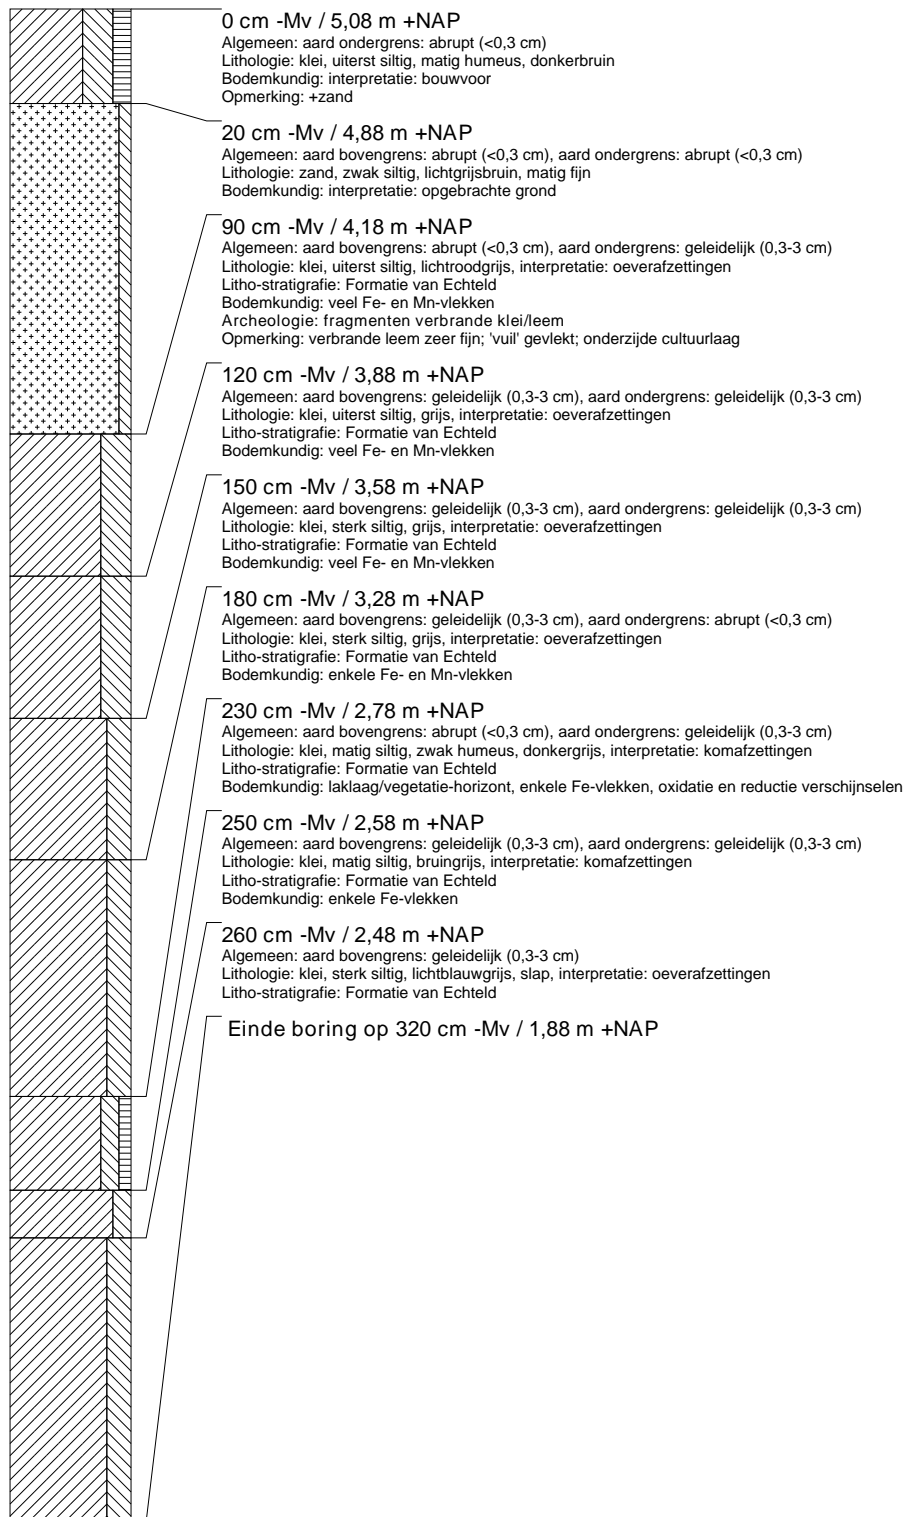 0 cm -Mv / 5,08 m +NAP
Algemeen: aard ondergrens: abrupt (<0,3 cm)
Lithologie: klei, uiterst siltig, matig humeus, donkerbruin
Bodemkundig: interpretatie: bouwvoor
Opmerking: +zand
20 cm -Mv / 4,88 m +NAP
Algemeen: aard bovengrens: abrupt (<0,3 cm), aard ondergrens: abrupt (<0,3 cm)
Lithologie: zand, zwak siltig, lichtgrijsbruin, matig fijn
Bodemkundig: interpretatie: opgebrachte grond
90 cm -Mv / 4,18 m +NAP
Algemeen: aard bovengrens: abrupt (<0,3 cm), aard ondergrens: geleidelijk (0,3-3 cm)
Lithologie: klei, uiterst siltig, lichtroodgrijs, interpretatie: oeverafzettingen
Litho-stratigrafie: Formatie van Echteld
Bodemkundig: veel Fe- en Mn-vlekken
Archeologie: fragmenten verbrande klei/leem
Opmerking: verbrande leem zeer fijn; 'vuil' gevlekt; onderzijde cultuurlaag
120 cm -Mv / 3,88 m +NAP
Algemeen: aard bovengrens: geleidelijk (0,3-3 cm), aard ondergrens: geleidelijk (0,3-3 cm)
Lithologie: klei, uiterst siltig, grijs, interpretatie: oeverafzettingen
Litho-stratigrafie: Formatie van Echteld
Bodemkundig: veel Fe- en Mn-vlekken
150 cm -Mv / 3,58 m +NAP
Algemeen: aard bovengrens: geleidelijk (0,3-3 cm), aard ondergrens: geleidelijk (0,3-3 cm)
Lithologie: klei, sterk siltig, grijs, interpretatie: oeverafzettingen
Litho-stratigrafie: Formatie van Echteld
Bodemkundig: veel Fe- en Mn-vlekken
180 cm -Mv / 3,28 m +NAP
Algemeen: aard bovengrens: geleidelijk (0,3-3 cm), aard ondergrens: abrupt (<0,3 cm)
Lithologie: klei, sterk siltig, grijs, interpretatie: oeverafzettingen
Litho-stratigrafie: Formatie van Echteld
Bodemkundig: enkele Fe- en Mn-vlekken
230 cm -Mv / 2,78 m +NAP
Algemeen: aard bovengrens: abrupt (<0,3 cm), aard ondergrens: geleidelijk (0,3-3 cm)
Lithologie: klei, matig siltig, zwak humeus, donkergrijs, interpretatie: komafzettingen
Litho-stratigrafie: Formatie van Echteld
Bodemkundig: laklaag/vegetatie-horizont, enkele Fe-vlekken, oxidatie en reductie verschijnselen
250 cm -Mv / 2,58 m +NAP
Algemeen: aard bovengrens: geleidelijk (0,3-3 cm), aard ondergrens: geleidelijk (0,3-3 cm)
Lithologie: klei, matig siltig, bruingrijs, interpretatie: komafzettingen
Litho-stratigrafie: Formatie van Echteld
Bodemkundig: enkele Fe-vlekken
260 cm -Mv / 2,48 m +NAP
Algemeen: aard bovengrens: geleidelijk (0,3-3 cm)
Lithologie: klei, sterk siltig, lichtblauwgrijs, slap, interpretatie: oeverafzettingen
Litho-stratigrafie: Formatie van Echteld
Einde boring op 320 cm -Mv / 1,88 m +NAP